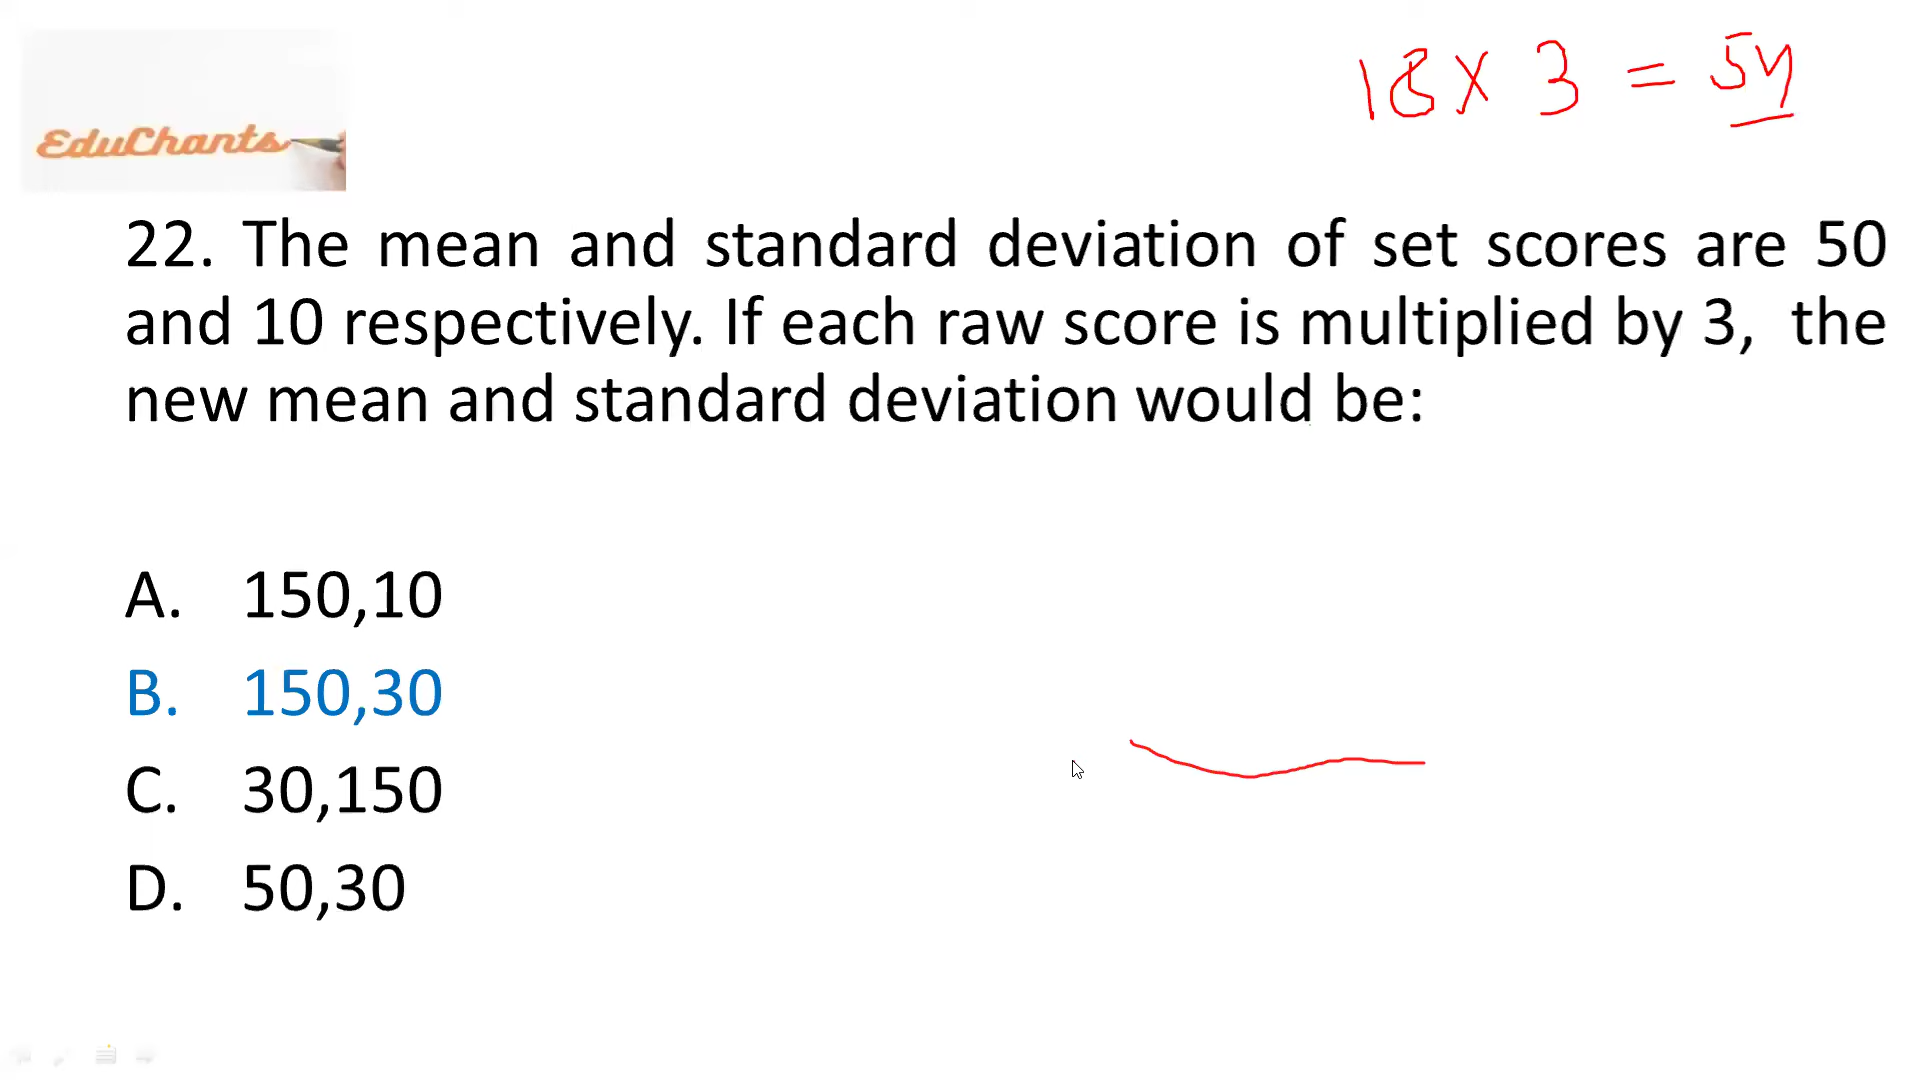 18 x 3 = 54
EduChants
22. The mean and standard deviation of set scores are 50
and 10 respectively. If each raw score is multiplied by 3, the
new mean and standard deviation would be:
A. 150,10
B. 150,30
C. 30,150
D. 50,30